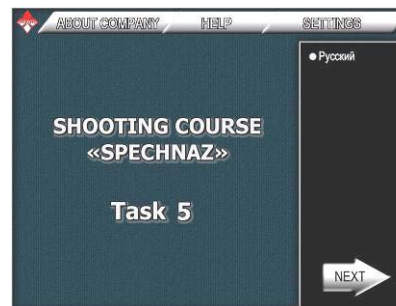 ABOUT COMPANY HELP SETTINGS
Русский
SHOOTING COURSE
«SPECHNAZ»
Task 5
NEXT